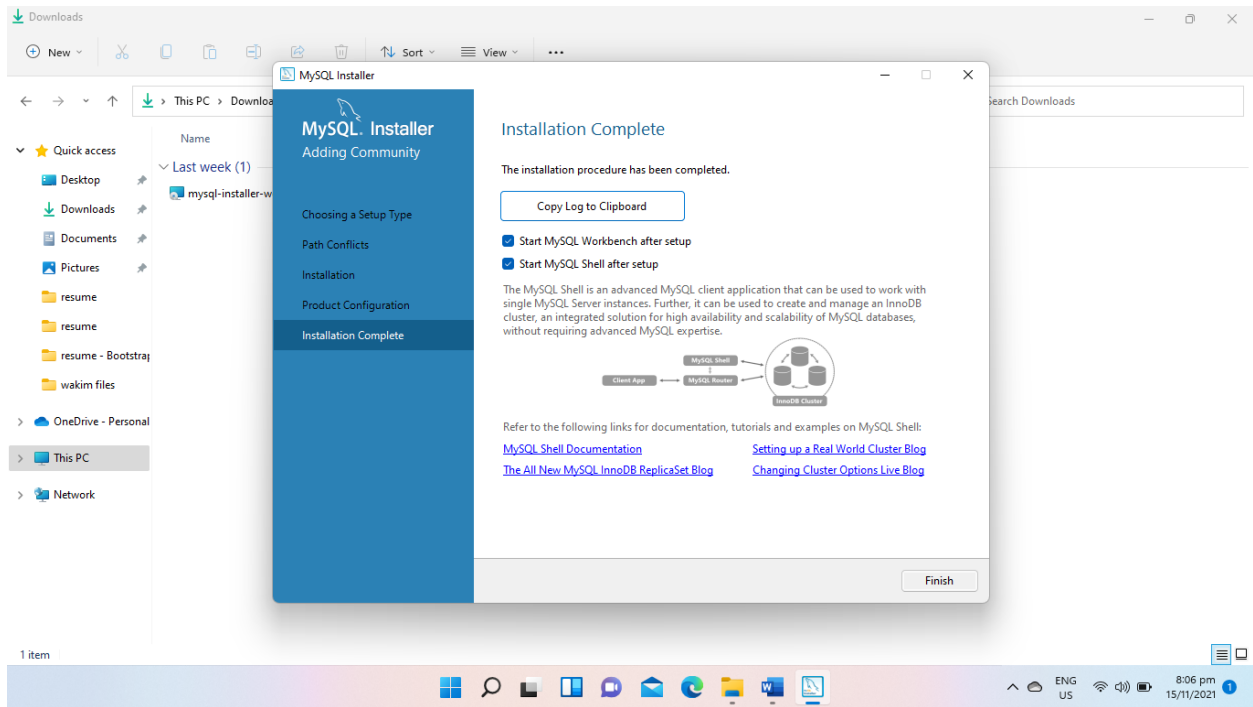 Downloads
New
Sort
View
This PC > Downloa
Search Downloads
Quick access
Desktop
Downloads
Documents
Pictures
resume
resume
resume - Bootstrap
wakim files
OneDrive - Personal
This PC
Network
Name
Last week (1)
mysql-installer-w
MySQL Installer
MySQL. Installer
Adding Community
Choosing a Setup Type
Path Conflicts
Installation
Product Configuration
Installation Complete
Installation Complete
The installation procedure has been completed.
Copy Log to Clipboard
Start MySQL Workbench after setup
Start MySQL Shell after setup
The MySQL Shell is an advanced MySQL client application that can be used to work with
single MySQL Server instances. Further, it can be used to create and manage an InnoDB
cluster, an integrated solution for high availability and scalability of MySQL databases,
without requiring advanced MySQL expertise.
MySQL Shell
Client App
MySQL Router
InnoDB Cluster
Refer to the following links for documentation, tutorials and examples on MySQL Shell:
MySQL Shell Documentation
Setting up a Real World Cluster Blog
The All New MySQL InnoDB ReplicaSet Blog
Changing Cluster Options Live Blog
Finish
1 item
ENG
US
8:06 pm
15/11/2021
1